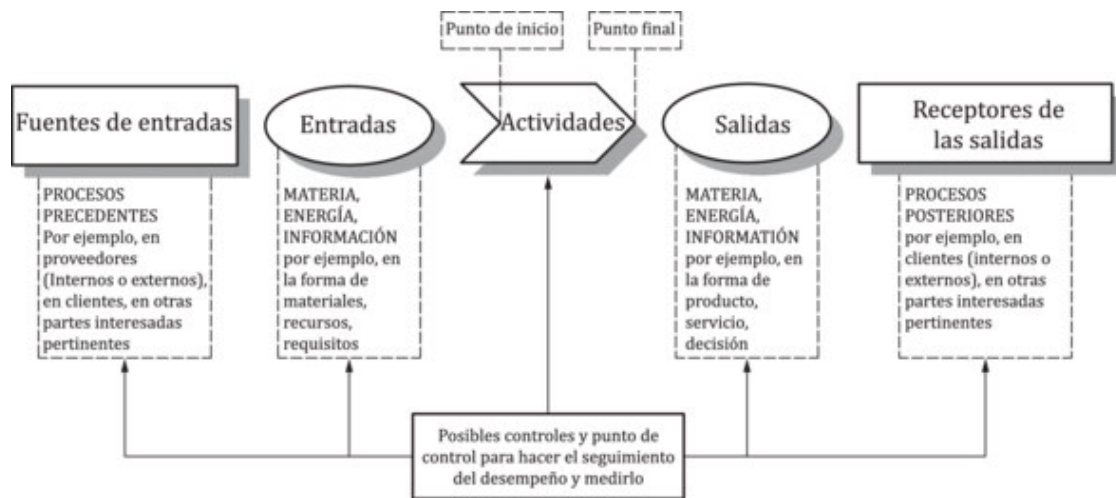 Punto de inicio
Punto final
Fuentes de entradas
Entradas
Actividades
Salidas
Receptores de
las salidas
PROCESOS
PRECEDENTES
Por ejemplo, en
proveedores
(Internos o externos),
en clientes, en otras
partes interesadas
pertinentes
MATERIA,
ENERGÍA,
INFORMACIÓN
por ejemplo, en
la forma de
materiales,
recursos,
requisitos
MATERIA,
ENERGÍA,
INFORMATIÓN
por ejemplo, en
la forma de
producto,
servicio,
decisión
PROCESOS
POSTERIORES
por ejemplo, en
clientes (internos o
externos), en otras
partes interesadas
pertinentes
Posibles controles y punto de
control para hacer el seguimiento
del desempeño y medirlo